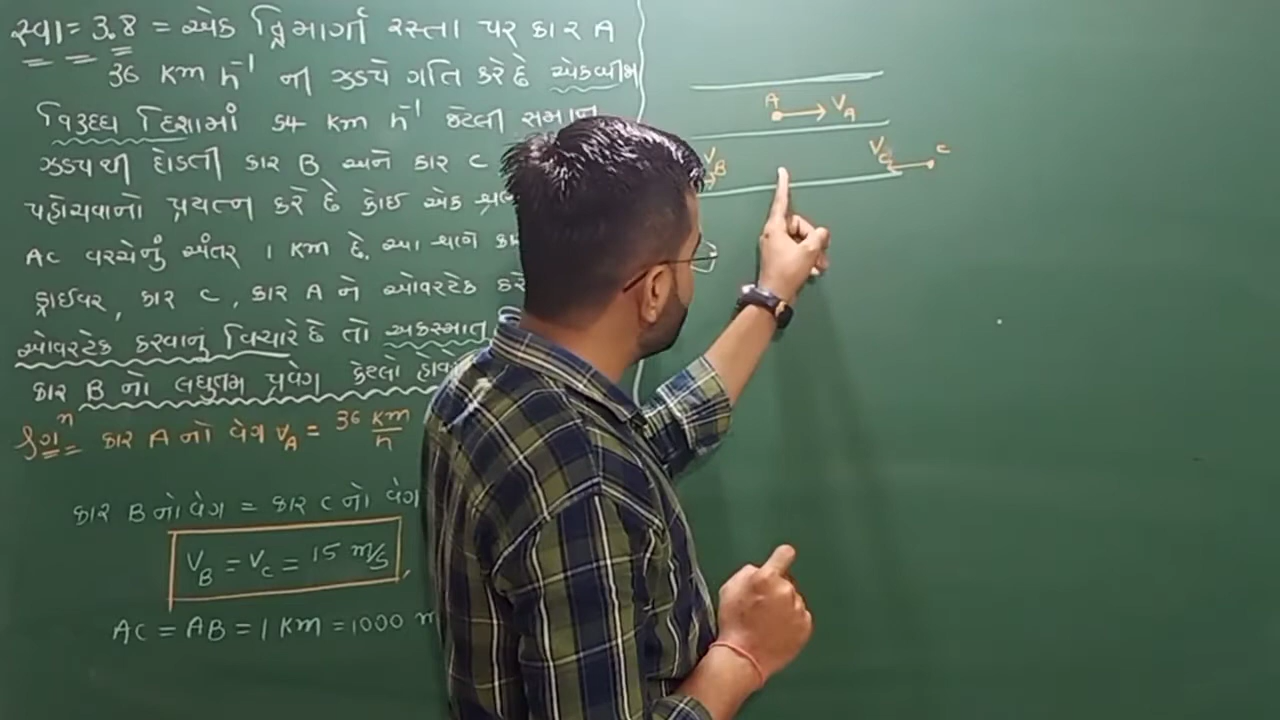 સ્વા = 3.8 = એક દ્વિમાર્ગી રસ્તા પર કાર A
36 Km h⁻¹ ની ઝડપે ગતિ કરે છે એકબીજા
વિરુદ્ધ દિશામાં 54 Km h⁻¹ જેટલી સમાન
ઝડપથી દોડતી કાર B અને કાર C
પહોચવાનો પ્રયત્ન કરે છે કોઈ એક
AC વચ્ચેનું અંતર 1 Km છે. આ
ડ્રાઈવર, કાર C, કાર A ને ઓવરટેક કરે
ઓવરટેક કરવાનું વિચારે છે તો અકસ્માત
કાર B નો લઘુતમ પ્રવેગ કેટલો હોવો
કાર A નો વેગ V_A = 36 Km/h
કાર B નો વેગ = કાર C નો વેગ
V_B = V_C = 15 m/s,
AC = AB = 1 Km = 1000 m
A V_A
V_B V_C C